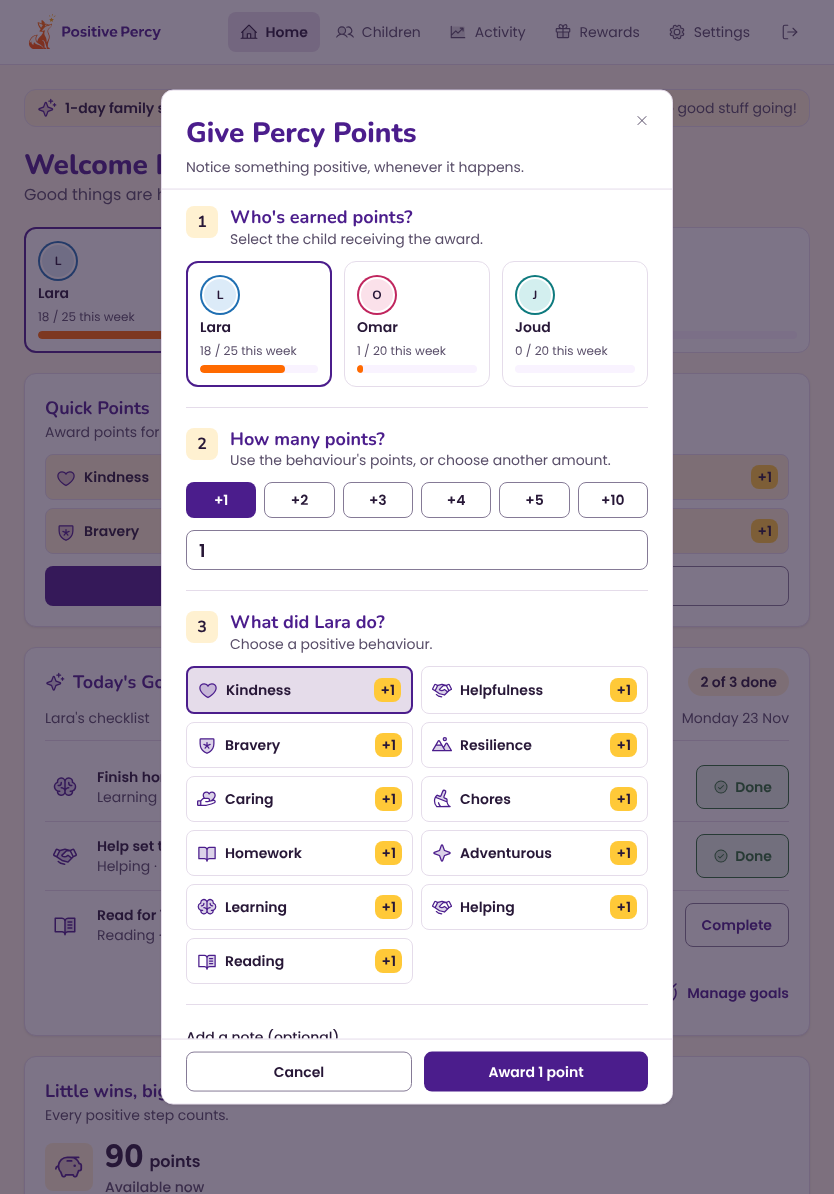 Positive Percy
Home
Children
Activity
Rewards
Settings
1-day family
good stuff going!
Welcome
Good things are
L
Lara
18 / 25 this week
Quick Points
Award points for
Kindness
+1
Bravery
+1
Today's
2 of 3 done
Lara's checklist
Monday 23 Nov
Finish
Learning
Done
Help set
Helping ·
Done
Read for
Reading ·
Complete
Manage goals
Little wins,
Every positive step counts.
90 points
Available now
Give Percy Points
Notice something positive, whenever it happens.
1
Who's earned points?
Select the child receiving the award.
L
Lara
18 / 25 this week
O
Omar
1 / 20 this week
J
Joud
0 / 20 this week
2
How many points?
Use the behaviour's points, or choose another amount.
+1
+2
+3
+4
+5
+10
1
3
What did Lara do?
Choose a positive behaviour.
Kindness +1
Helpfulness +1
Bravery +1
Resilience +1
Caring +1
Chores +1
Homework +1
Adventurous +1
Learning +1
Helping +1
Reading +1
Add a note (optional)
Cancel
Award 1 point